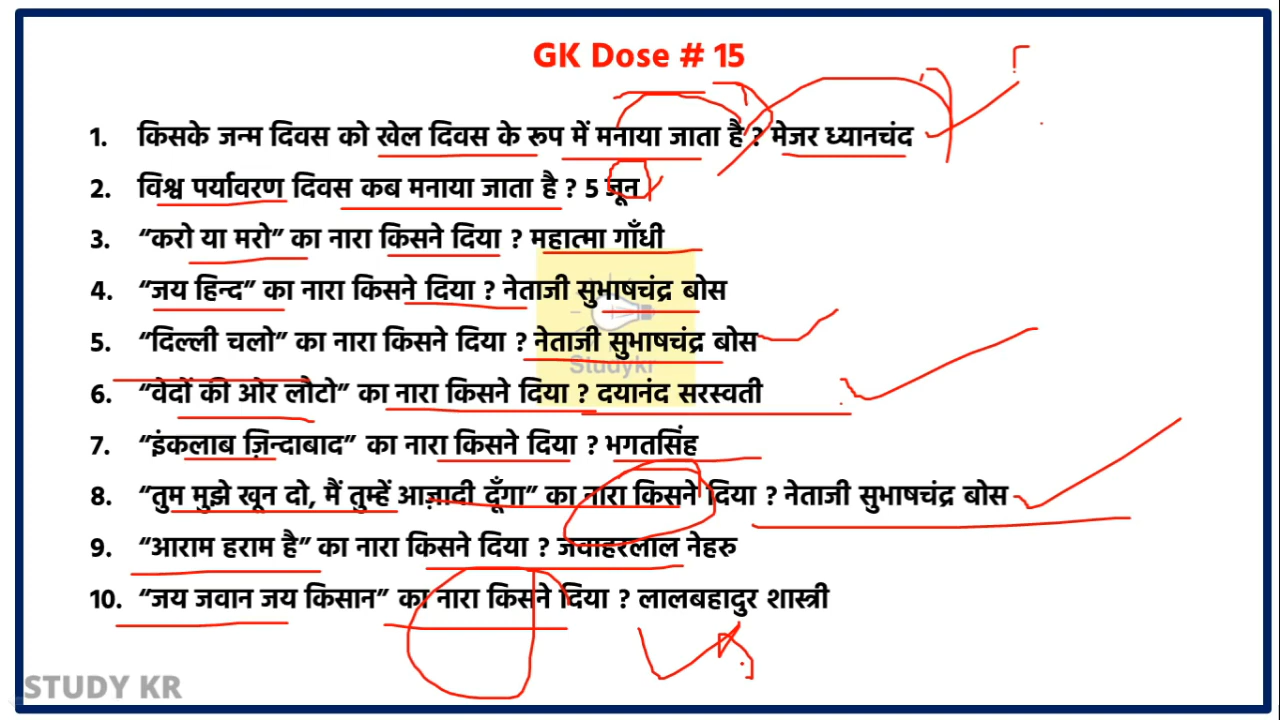 GK Dose # 15
1. किसके जन्म दिवस को खेल दिवस के रूप में मनाया जाता है ? मेजर ध्यानचंद
2. विश्व पर्यावरण दिवस कब मनाया जाता है ? 5 जून
3. “करो या मरो” का नारा किसने दिया ? महात्मा गाँधी
4. “जय हिन्द” का नारा किसने दिया ? नेताजी सुभाषचंद्र बोस
5. “दिल्ली चलो” का नारा किसने दिया ? नेताजी सुभाषचंद्र बोस
Studykr
6. “वेदों की ओर लोटो” का नारा किसने दिया ? दयानंद सरस्वती
7. “इंकलाब ज़िन्दाबाद” का नारा किसने दिया ? भगतसिंह
8. “तुम मुझे खून दो, मैं तुम्हें आज़ादी दूँगा” का नारा किसने दिया ? नेताजी सुभाषचंद्र बोस
9. “आराम हराम है” का नारा किसने दिया ? जवाहरलाल नेहरु
10. “जय जवान जय किसान” का नारा किसने दिया ? लालबहादुर शास्त्री
STUDY KR